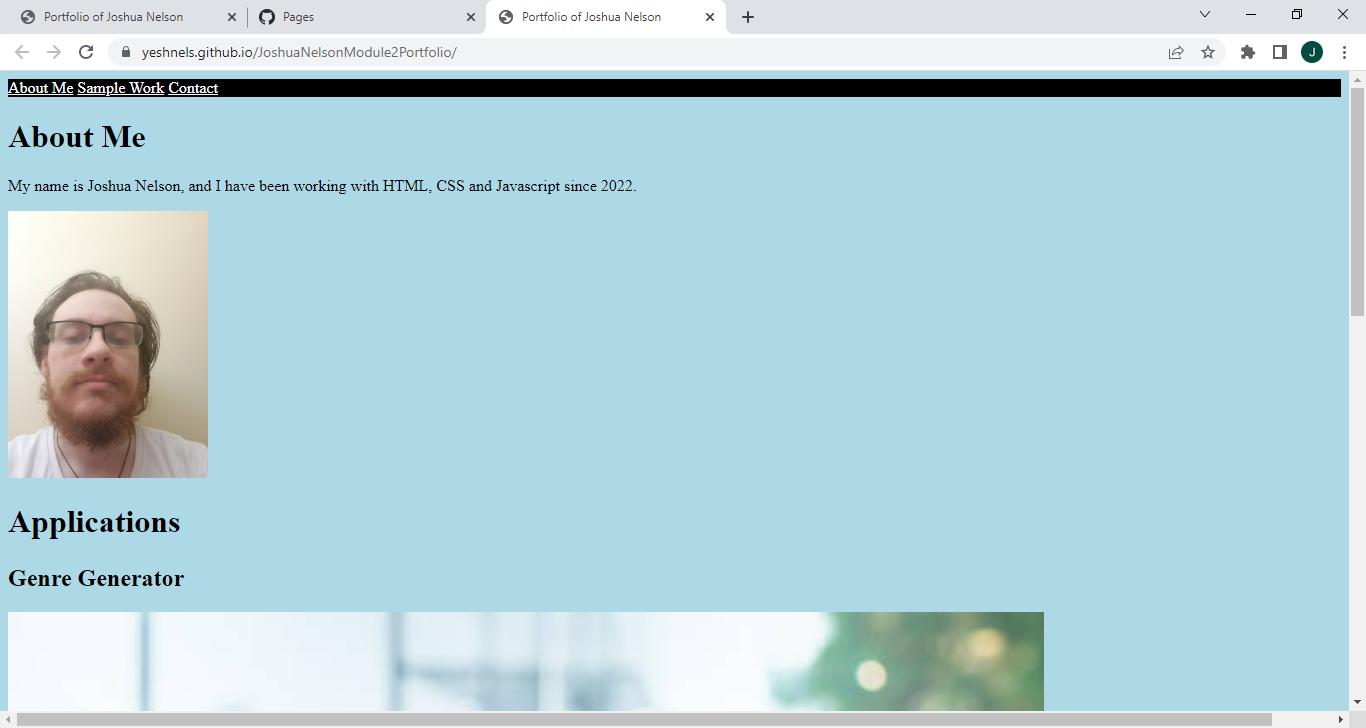 Portfolio of Joshua Nelson
Pages
Portfolio of Joshua Nelson
yeshnels.github.io/JoshuaNelsonModule2Portfolio/
J
About Me Sample Work Contact
About Me
My name is Joshua Nelson, and I have been working with HTML, CSS and Javascript since 2022.
Applications
Genre Generator